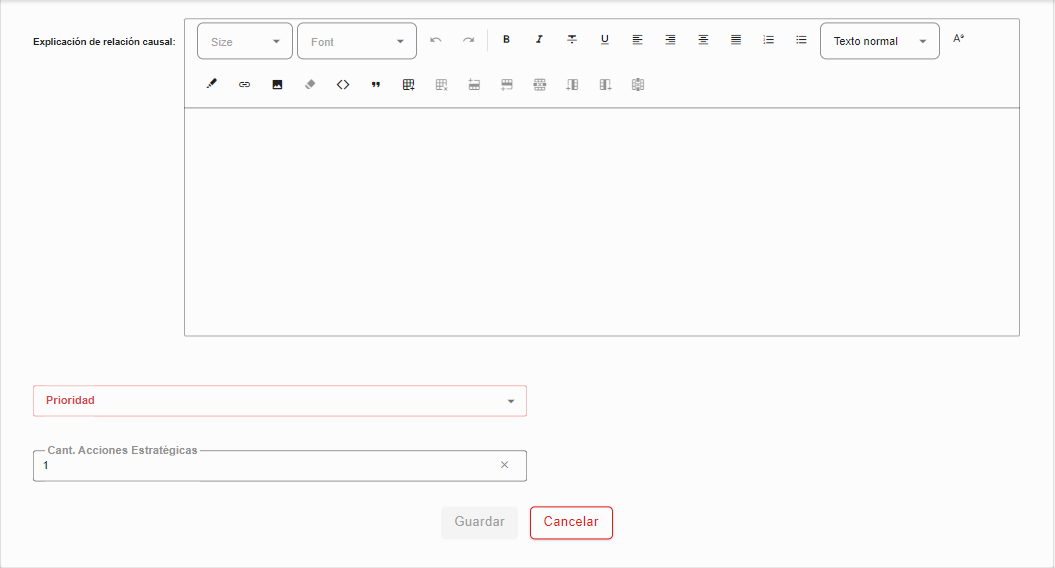 Explicación de relación causal:
Size
Font
B
I
U
Texto normal
Prioridad
Cant. Acciones Estratégicas
1
Guardar
Cancelar